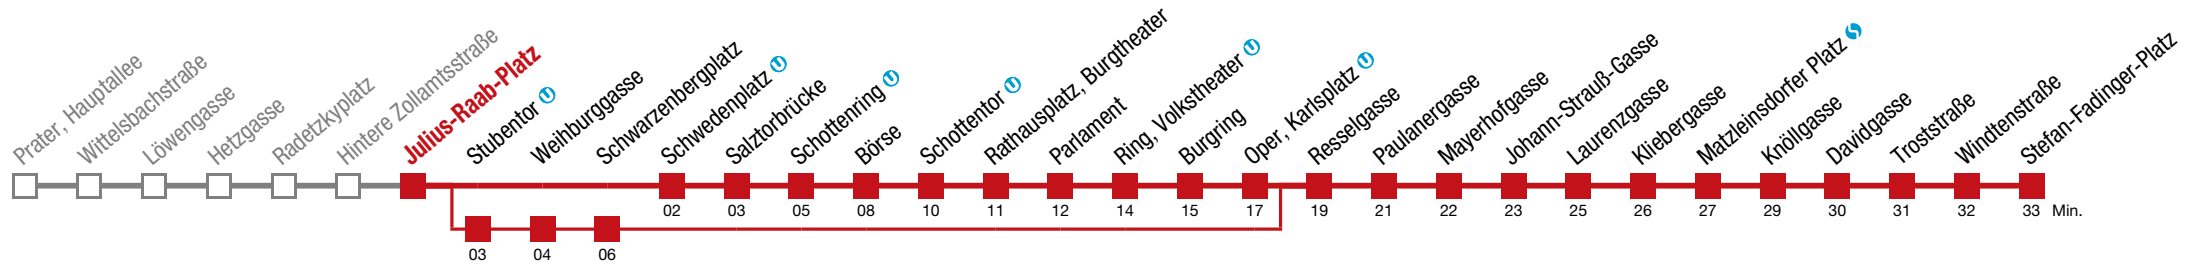 Prater, Hauptallee
Wittelsbachstraße
Löwengasse
Hetzgasse
Radetzkyplatz
Hintere Zollamtsstraße
Julius-Raab-Platz
Stubentor U
Weihburggasse
Schwarzenbergplatz
Schwedenplatz U
Salztorbrücke
Schottenring U
Börse
Schottentor U
Rathausplatz, Burgtheater
Parlament
Ring, Volkstheater U
Burgring
Oper, Karlsplatz U
Resselgasse
Paulanergasse
Mayerhofgasse
Johann-Strauß-Gasse
Laurenzgasse
Kliebergasse
Matzleinsdorfer Platz S
Knöllgasse
Davidgasse
Troststraße
Windtenstraße
Stefan-Fadinger-Platz
02 03 05 08 10 11 12 14 15 17 19 21 22 23 25 26 27 29 30 31 32 33 Min.
03 04 06